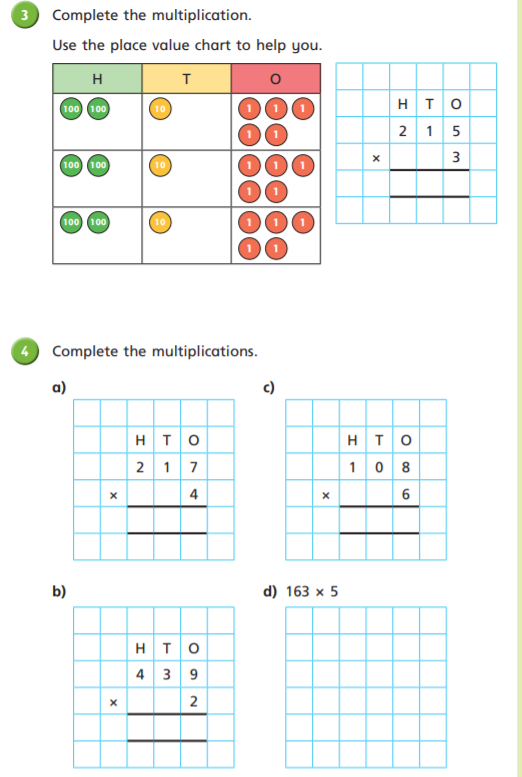 3 Complete the multiplication.
Use the place value chart to help you.
H T O
100 100 10 1 1 1
1 1
100 100 10 1 1 1
1 1
100 100 10 1 1 1
1 1
H T O
2 1 5
× 3
4 Complete the multiplications.
a)
H T O
2 1 7
× 4
c)
H T O
1 0 8
× 6
b)
H T O
4 3 9
× 2
d) 163 × 5